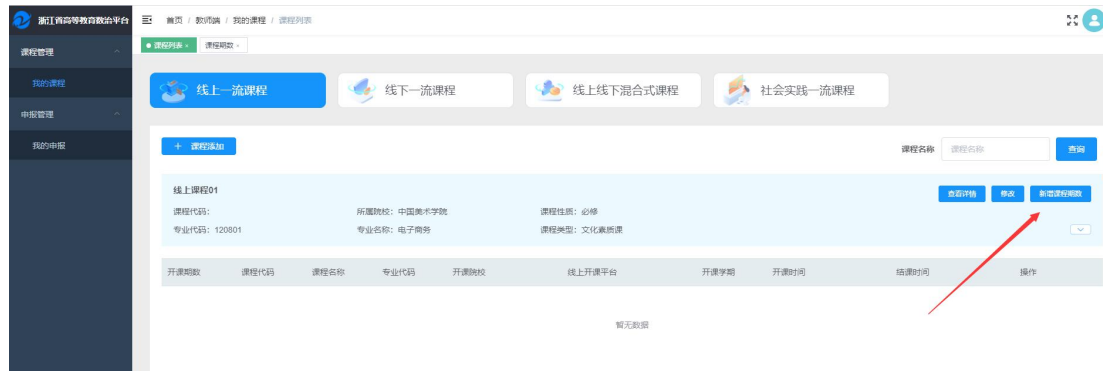 浙江省高等教育数治平台
首页 / 教师端 / 我的课程 / 课程列表
课程列表 ×
课程期数 ×
课程管理
我的课程
申报管理
我的申报
线上一流课程
线下一流课程
线上线下混合式课程
社会实践一流课程
+ 课程添加
课程名称
课程名称
查询
线上课程01
查看详情
修改
新增课程期数
课程代码:
所属院校: 中国美术学院
课程性质: 必修
专业代码: 120801
专业名称: 电子商务
课程类型: 文化素质课
开课期数 课程代码 课程名称 专业代码 开课院校 线上开课平台 开课学期 开课时间 结课时间 操作
暂无数据